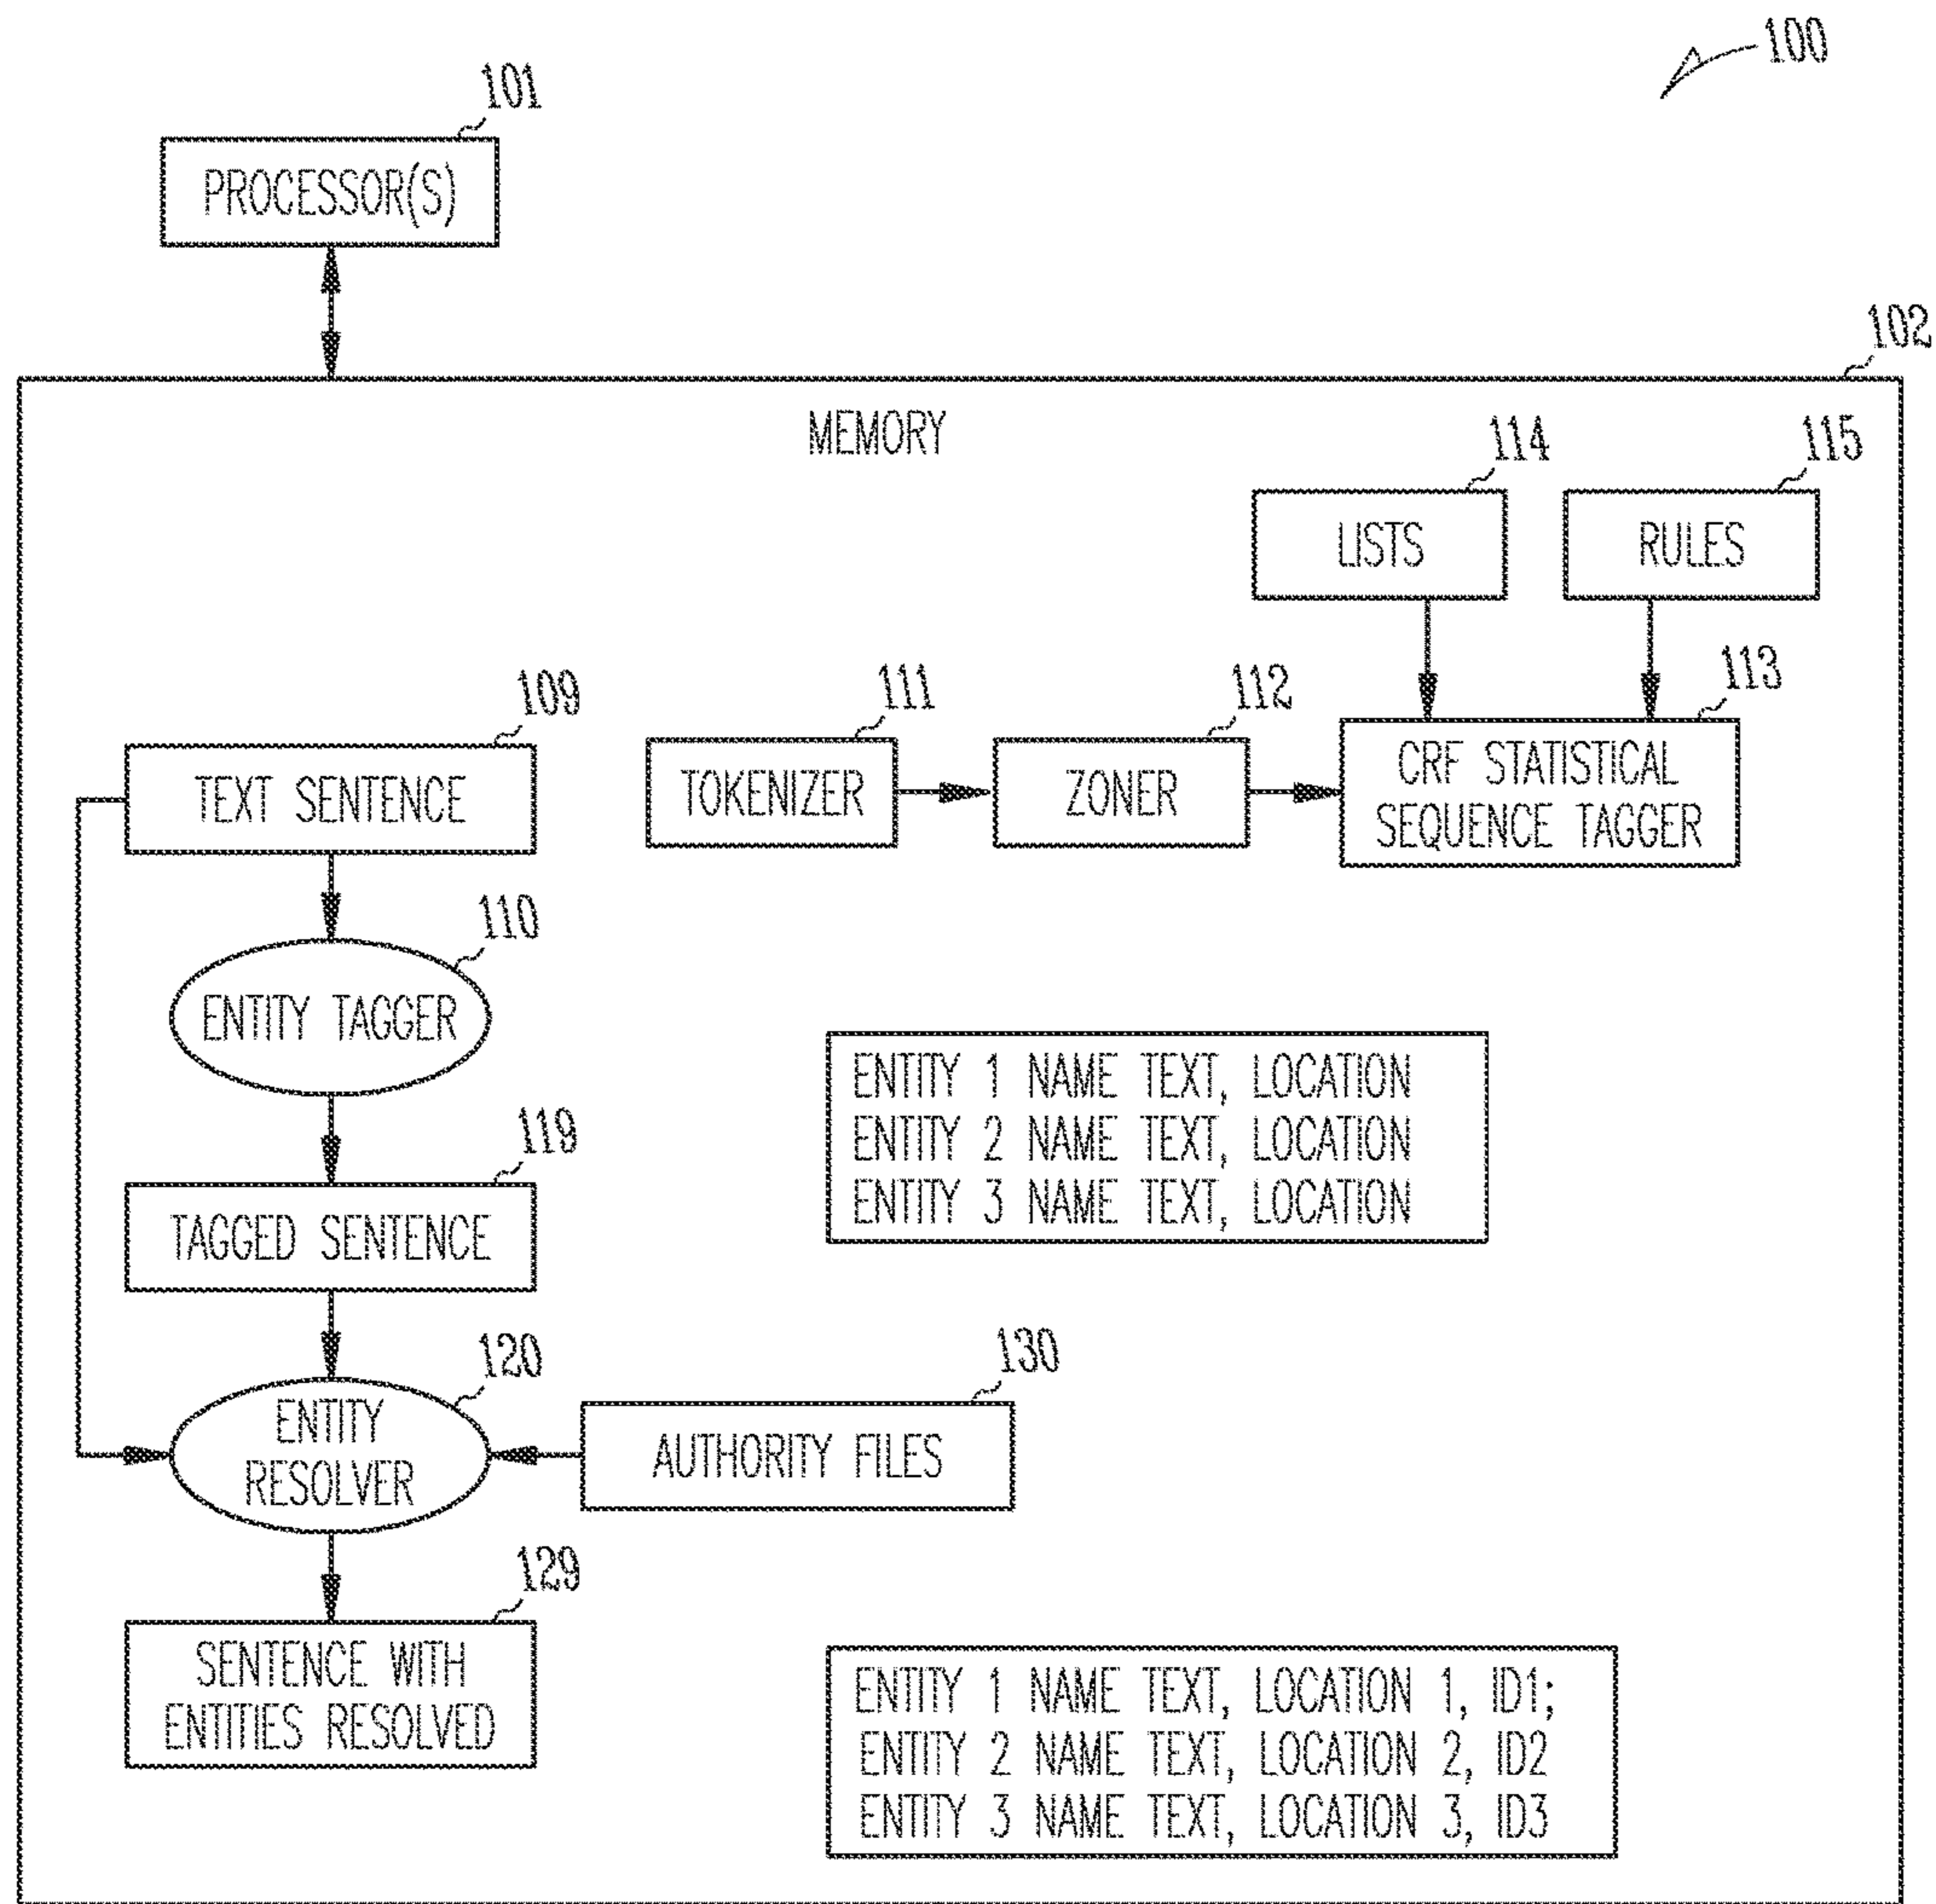 100
101
PROCESSOR(S)
102
MEMORY
114
115
LISTS
RULES
109
111
112
113
TEXT SENTENCE
TOKENIZER
ZONER
CRF STATISTICAL
SEQUENCE TAGGER
110
ENTITY TAGGER
ENTITY 1 NAME TEXT, LOCATION
ENTITY 2 NAME TEXT, LOCATION
ENTITY 3 NAME TEXT, LOCATION
119
TAGGED SENTENCE
120
130
ENTITY
RESOLVER
AUTHORITY FILES
129
SENTENCE WITH
ENTITIES RESOLVED
ENTITY 1 NAME TEXT, LOCATION 1, ID1;
ENTITY 2 NAME TEXT, LOCATION 2, ID2
ENTITY 3 NAME TEXT, LOCATION 3, ID3